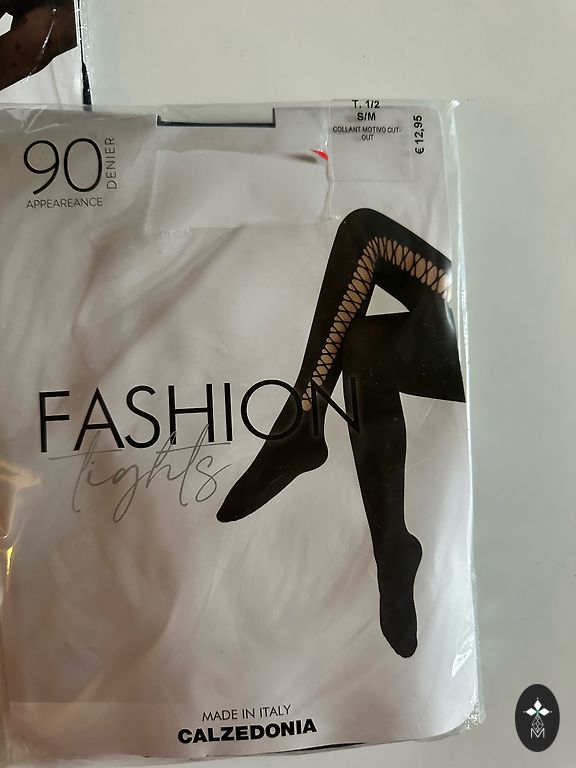 T. 1/2
S/M
COLLANT MOTIVO CUT-
OUT
€ 12,95
90
DENIER
APPEAREANCE
FASHION
tights
MADE IN ITALY
CALZEDONIA
M